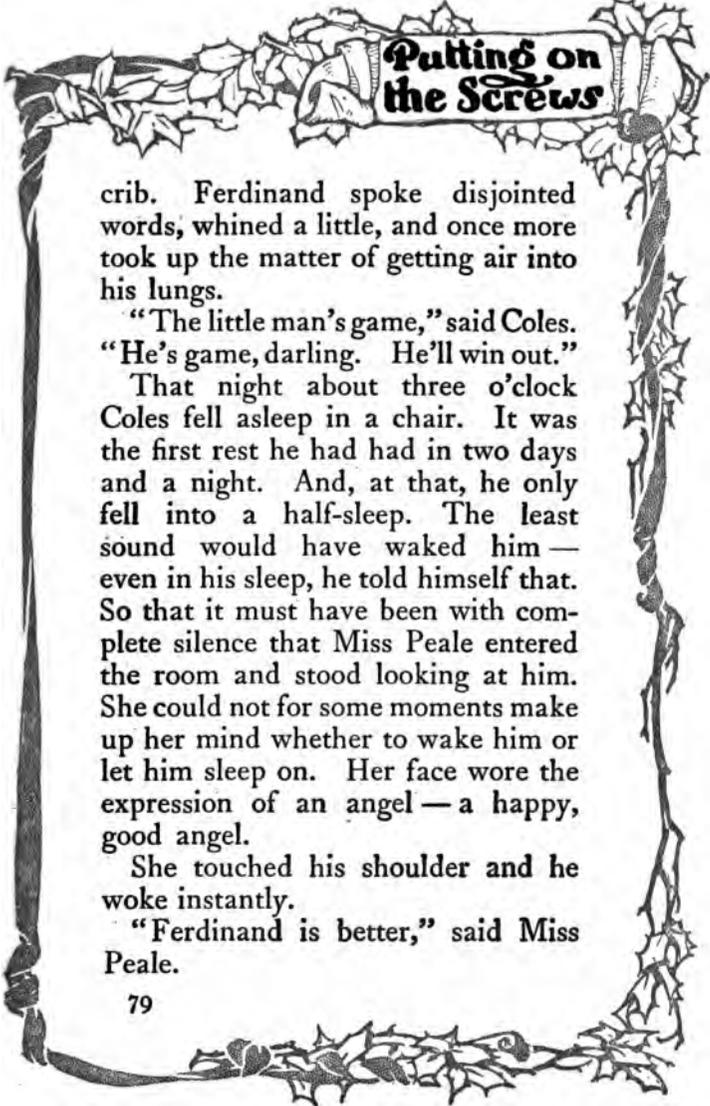 Putting on
the Screws
crib. Ferdinand spoke disjointed
words, whined a little, and once more
took up the matter of getting air into
his lungs.
"The little man's game," said Coles.
"He's game, darling. He'll win out."
That night about three o'clock
Coles fell asleep in a chair. It was
the first rest he had had in two days
and a night. And, at that, he only
fell into a half-sleep. The least
sound would have waked him —
even in his sleep, he told himself that.
So that it must have been with com-
plete silence that Miss Peale entered
the room and stood looking at him.
She could not for some moments make
up her mind whether to wake him or
let him sleep on. Her face wore the
expression of an angel — a happy,
good angel.
She touched his shoulder and he
woke instantly.
"Ferdinand is better," said Miss
Peale.
79